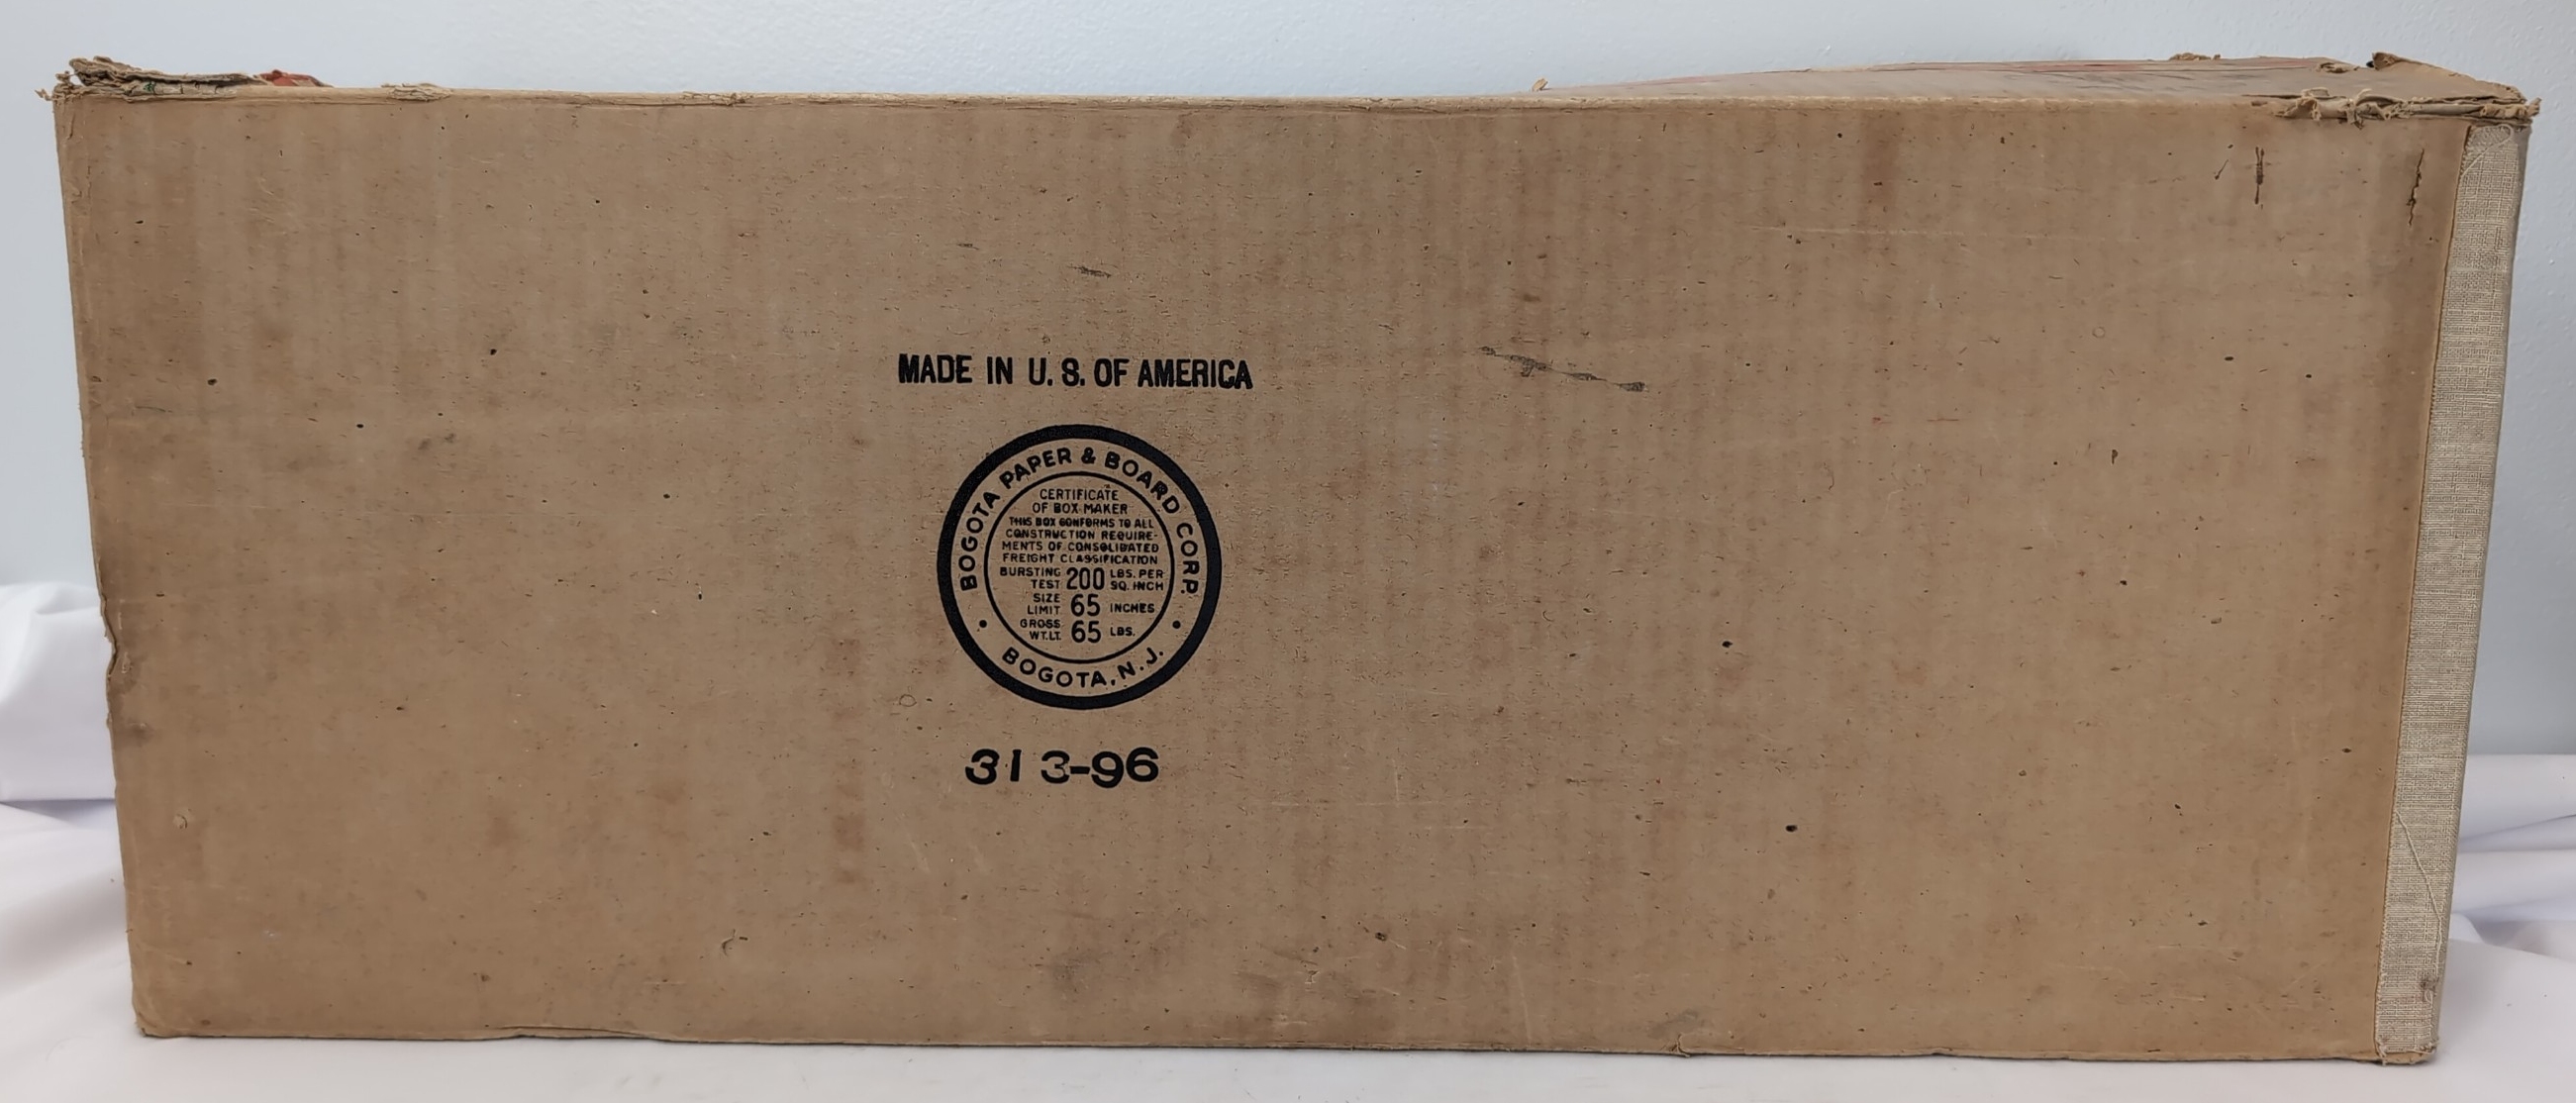 MADE IN U. S. OF AMERICA
BOGOTA PAPER & BOARD CORP.
CERTIFICATE
OF BOX MAKER
THIS BOX CONFORMS TO ALL
CONSTRUCTION REQUIRE-
MENTS OF CONSOLIDATED
FREIGHT CLASSIFICATION
BURSTING TEST 200 LBS. PER SQ. INCH
SIZE LIMIT 65 INCHES
GROSS WT. LT. 65 LBS.
BOGOTA, N. J.
313-96